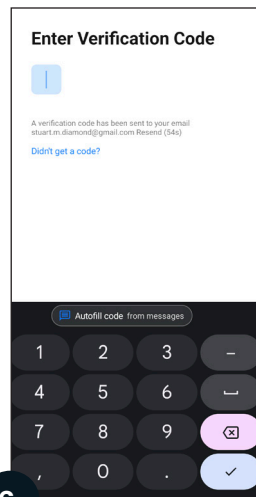 Enter Verification Code
A verification code has been sent to your email
stuart.m.diamond@gmail.com Resend (54s)
Didn't get a code?
Autofill code from messages
1 2 3 –
4 5 6
7 8 9
, 0 .